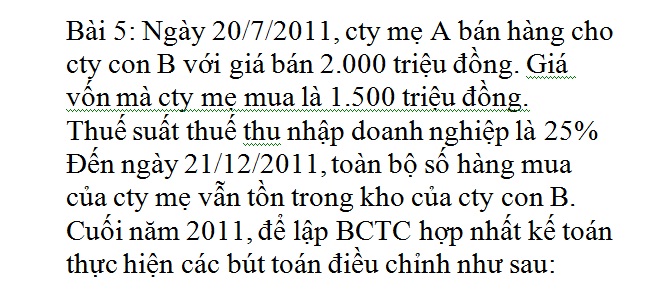 Bài 5: Ngày 20/7/2011, cty mẹ A bán hàng cho
cty con B với giá bán 2.000 triệu đồng. Giá
vốn mà cty mẹ mua là 1.500 triệu đồng.
Thuế suất thuế thu nhập doanh nghiệp là 25%
Đến ngày 21/12/2011, toàn bộ số hàng mua
của cty mẹ vẫn tồn trong kho của cty con B.
Cuối năm 2011, để lập BCTC hợp nhất kế toán
thực hiện các bút toán điều chỉnh như sau: